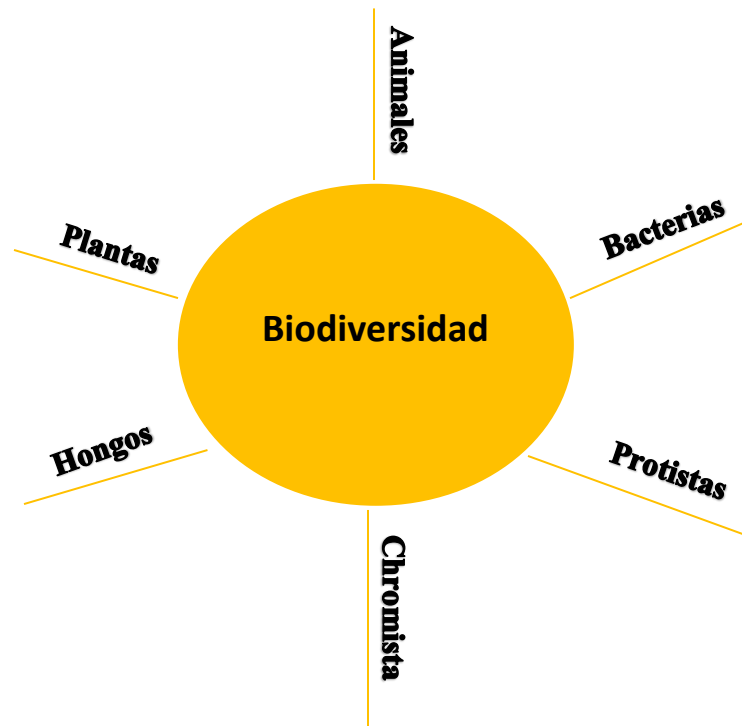 Animales
Bacterias
Plantas
Biodiversidad
Hongos
Protistas
Chromista